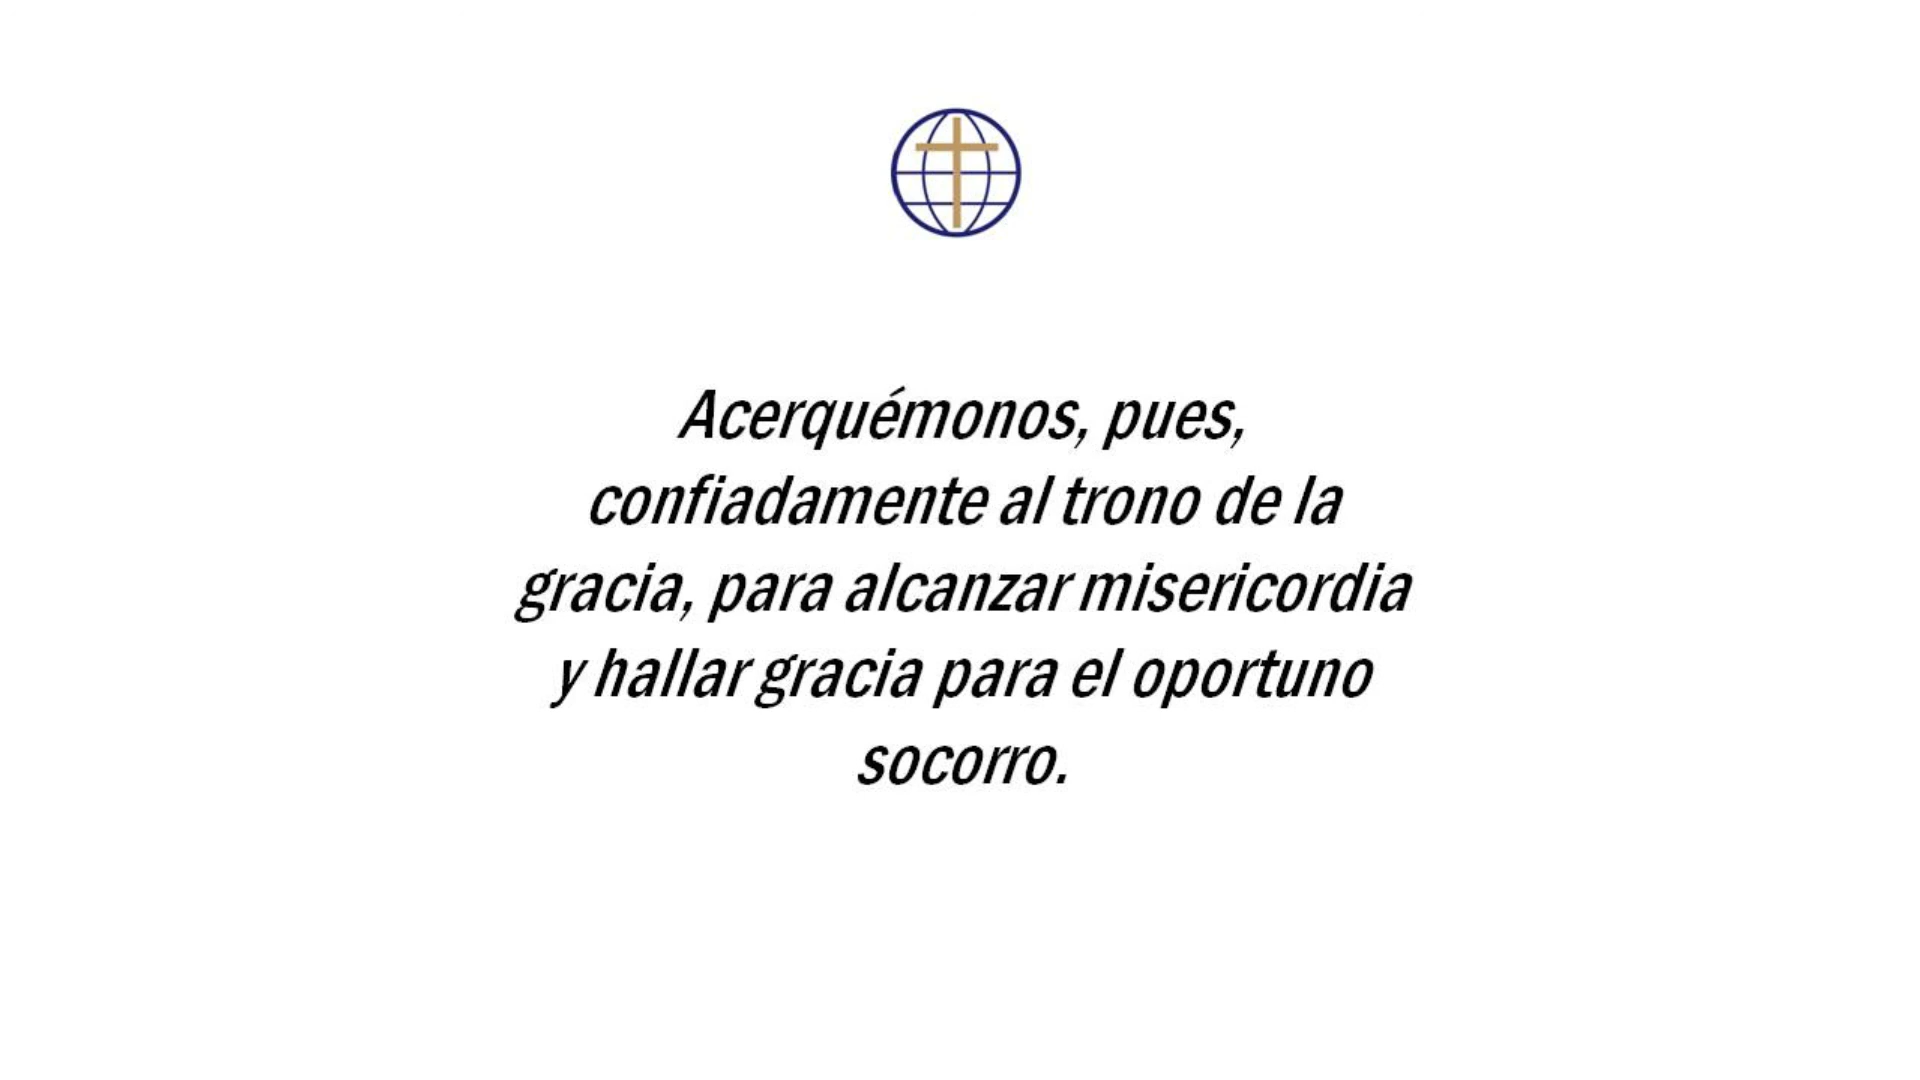 Acerquémonos, pues,
confiadamente al trono de la
gracia, para alcanzar misericordia
y hallar gracia para el oportuno
socorro.